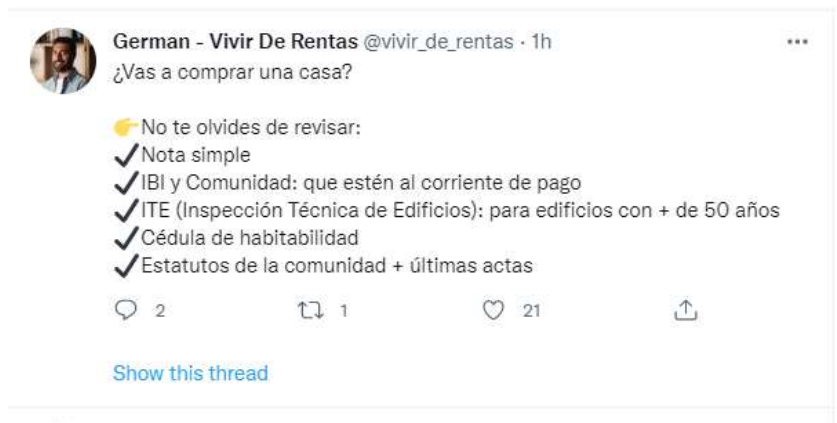 German - Vivir De Rentas @vivir_de_rentas · 1h
¿Vas a comprar una casa?
👉No te olvides de revisar:
✔️Nota simple
✔️IBI y Comunidad: que estén al corriente de pago
✔️ITE (Inspección Técnica de Edificios): para edificios con + de 50 años
✔️Cédula de habitabilidad
✔️Estatutos de la comunidad + últimas actas
2 1 21
Show this thread